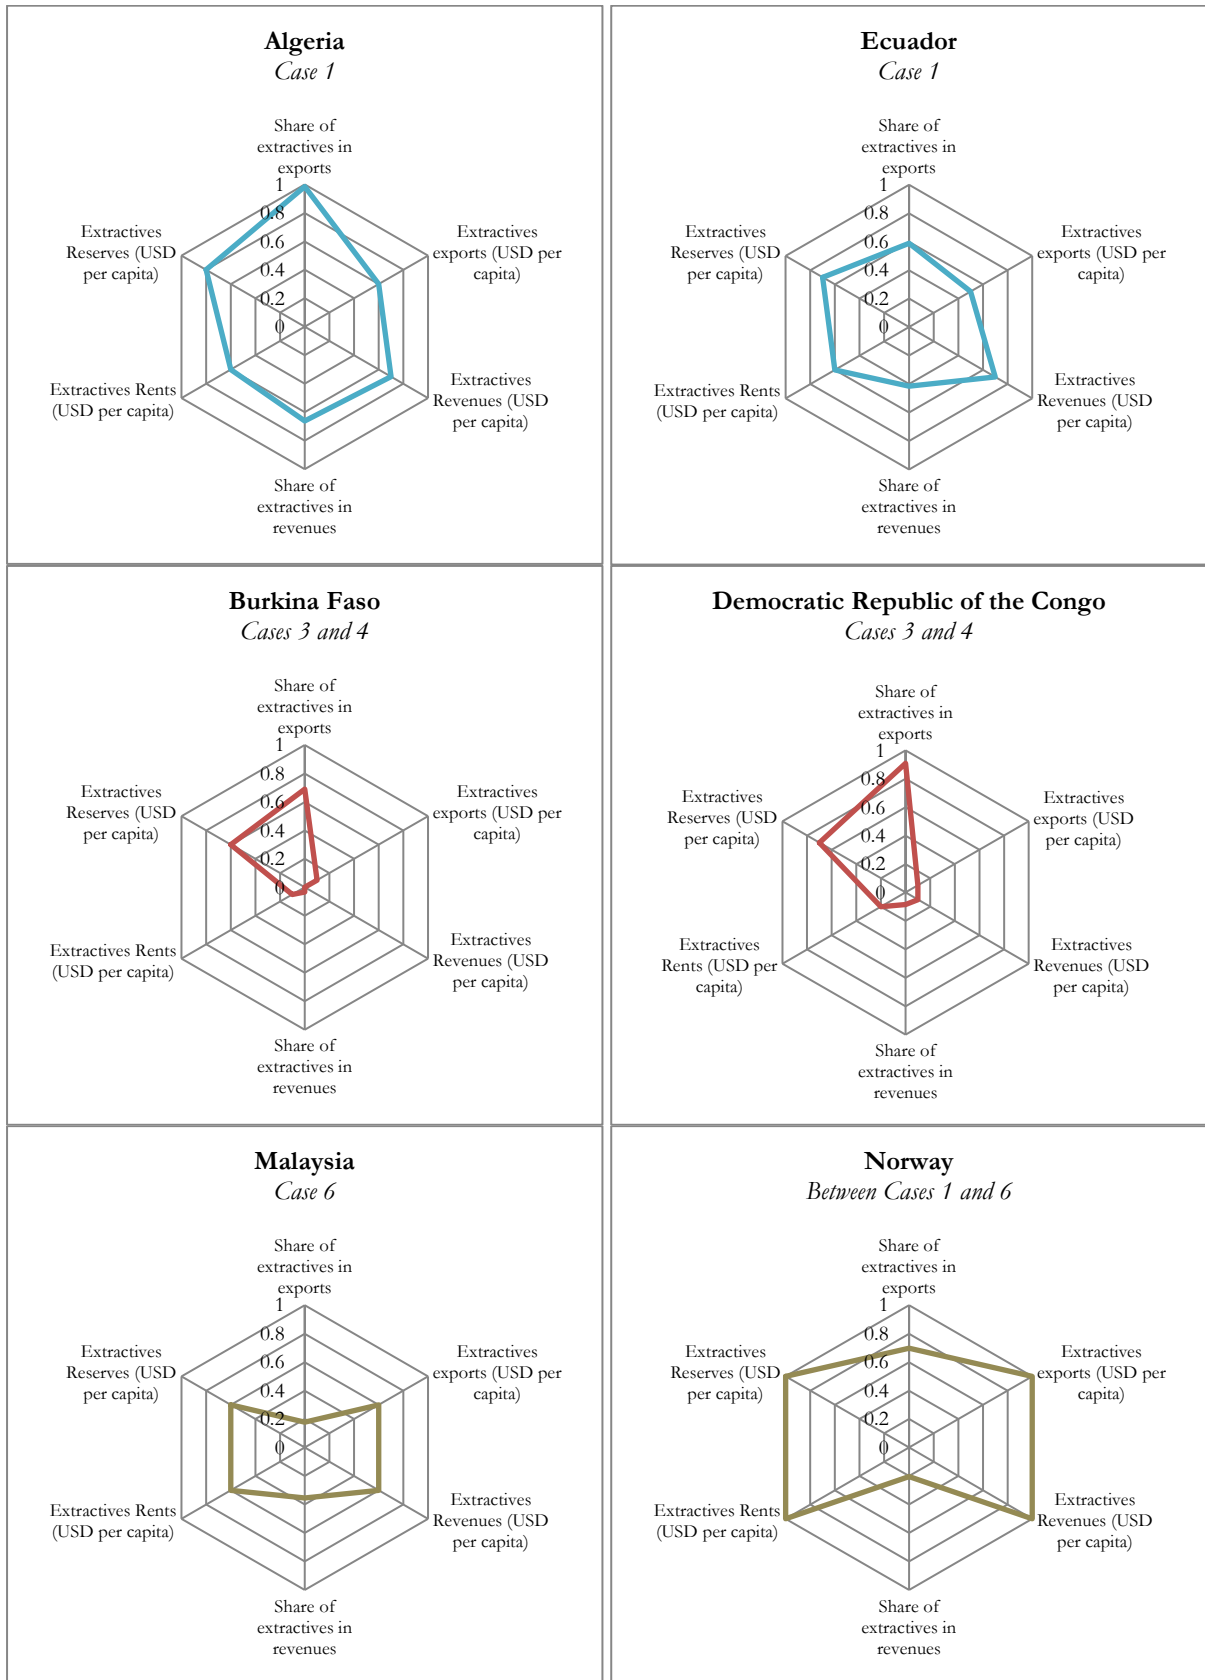 Algeria
Case 1
Share of
extractives in
exports
1
0.8
0.6
0.4
0.2
0
Extractives
exports (USD per
capita)
Extractives
Revenues (USD
per capita)
Share of
extractives in
revenues
Extractives Rents
(USD per capita)
Extractives
Reserves (USD
per capita)
Ecuador
Case 1
Share of
extractives in
exports
1
0.8
0.6
0.4
0.2
0
Extractives
exports (USD per
capita)
Extractives
Revenues (USD
per capita)
Share of
extractives in
revenues
Extractives Rents
(USD per capita)
Extractives
Reserves (USD
per capita)
Burkina Faso
Cases 3 and 4
Share of
extractives in
exports
1
0.8
0.6
0.4
0.2
0
Extractives
exports (USD per
capita)
Extractives
Revenues (USD
per capita)
Share of
extractives in
revenues
Extractives Rents
(USD per capita)
Extractives
Reserves (USD
per capita)
Democratic Republic of the Congo
Cases 3 and 4
Share of
extractives in
exports
1
0.8
0.6
0.4
0.2
0
Extractives
exports (USD per
capita)
Extractives
Revenues (USD
per capita)
Share of
extractives in
revenues
Extractives
Rents (USD per
capita)
Extractives
Reserves (USD
per capita)
Malaysia
Case 6
Share of
extractives in
exports
1
0.8
0.6
0.4
0.2
0
Extractives
exports (USD per
capita)
Extractives
Revenues (USD
per capita)
Share of
extractives in
revenues
Extractives Rents
(USD per capita)
Extractives
Reserves (USD
per capita)
Norway
Between Cases 1 and 6
Share of
extractives in
exports
1
0.8
0.6
0.4
0.2
0
Extractives
exports (USD per
capita)
Extractives
Revenues (USD
per capita)
Share of
extractives in
revenues
Extractives Rents
(USD per capita)
Extractives
Reserves (USD
per capita)